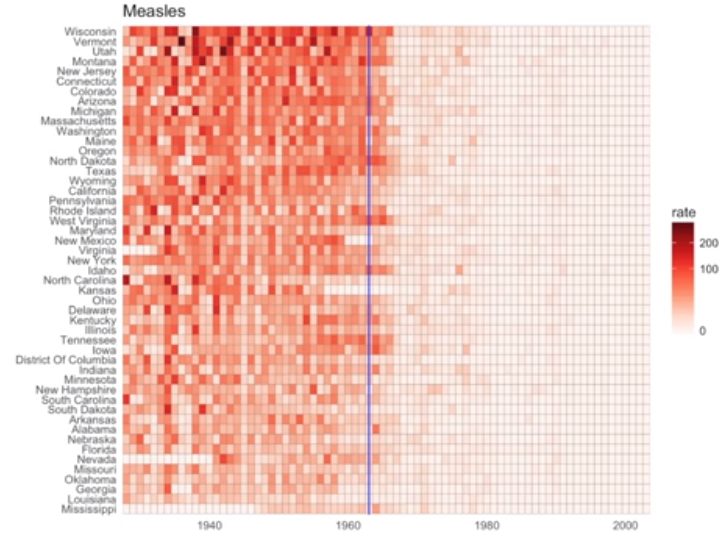 Measles
Wisconsin
Vermont
Utah
Montana
New Jersey
Connecticut
Colorado
Arizona
Michigan
Massachusetts
Washington
Maine
Oregon
North Dakota
Texas
Wyoming
California
Pennsylvania
Rhode Island
West Virginia
Maryland
New Mexico
Virginia
New York
Idaho
North Carolina
Kansas
Ohio
Delaware
Kentucky
Illinois
Tennessee
Iowa
District Of Columbia
Indiana
Minnesota
New Hampshire
South Carolina
South Dakota
Arkansas
Alabama
Nebraska
Florida
Nevada
Missouri
Oklahoma
Georgia
Louisiana
Mississippi
1940 1960 1980 2000
rate
200
100
0